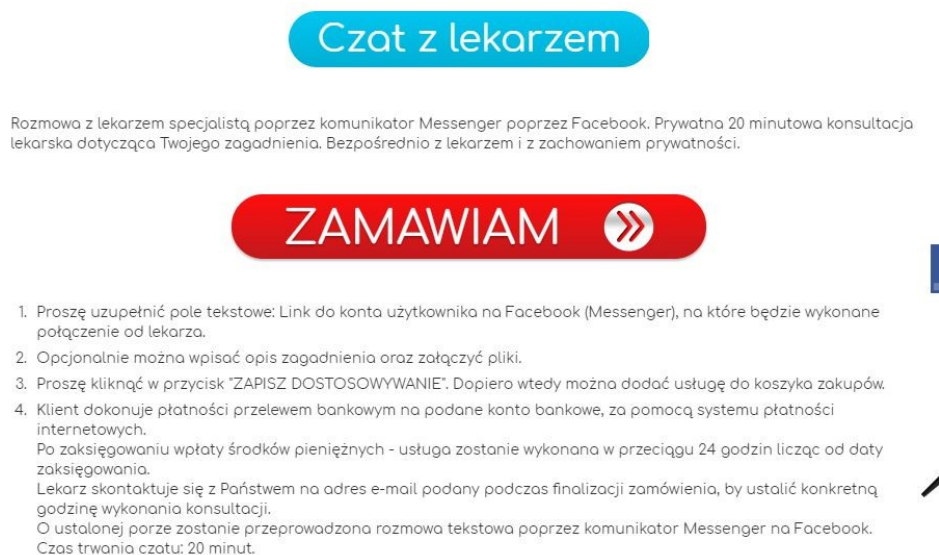 Czat z lekarzem
Rozmowa z lekarzem specjalistą poprzez komunikator Messenger poprzez Facebook. Prywatna 20 minutowa konsultacja
lekarska dotycząca Twojego zagadnienia. Bezpośrednio z lekarzem i z zachowaniem prywatności.
ZAMAWIAM
1. Proszę uzupełnić pole tekstowe: Link do konta użytkownika na Facebook (Messenger), na które będzie wykonane
połączenie od lekarza.
2. Opcjonalnie można wpisać opis zagadnienia oraz załączyć pliki.
3. Proszę kliknąć w przycisk "ZAPISZ DOSTOSOWYWANIE". Dopiero wtedy można dodać usługę do koszyka zakupów.
4. Klient dokonuje płatności przelewem bankowym na podane konto bankowe, za pomocą systemu płatności
internetowych.
Po zaksięgowaniu wpłaty środków pieniężnych - usługa zostanie wykonana w przeciągu 24 godzin licząc od daty
zaksięgowania.
Lekarz skontaktuje się z Państwem na adres e-mail podany podczas finalizacji zamówienia, by ustalić konkretną
godzinę wykonania konsultacji.
O ustalonej porze zostanie przeprowadzona rozmowa tekstowa poprzez komunikator Messenger na Facebook.
Czas trwania czatu: 20 minut.